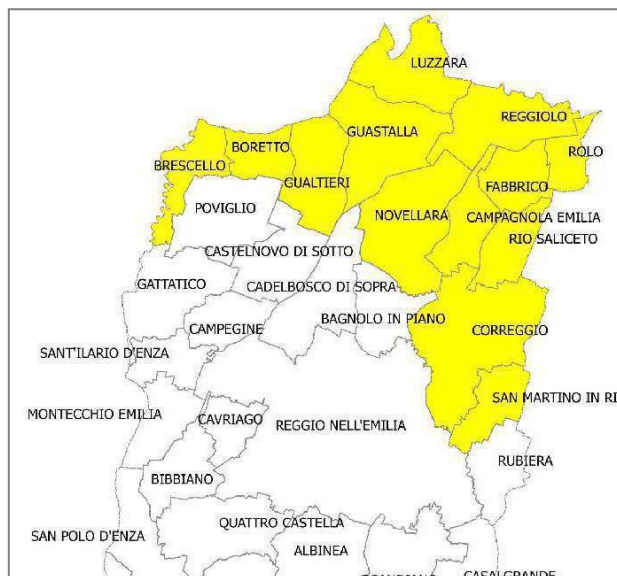 LUZZARA
REGGIOLO
GUASTALLA
BORETTO
ROLO
BRESCELLO
GUALTIERI
FABBRICO
POVIGLIO
NOVELLARA
CAMPAGNOLA EMILIA
RIO SALICETO
CASTELNOVO DI SOTTO
GATTATICO
CADELBOSCO DI SOPRA
BAGNOLO IN PIANO
CAMPEGINE
CORREGGIO
SANT'ILARIO D'ENZA
SAN MARTINO IN RI
MONTECCHIO EMILIA
CAVRIAGO
REGGIO NELL'EMILIA
RUBIERA
BIBBIANO
QUATTRO CASTELLA
SAN POLO D'ENZA
ALBINEA
CASALGRANDE